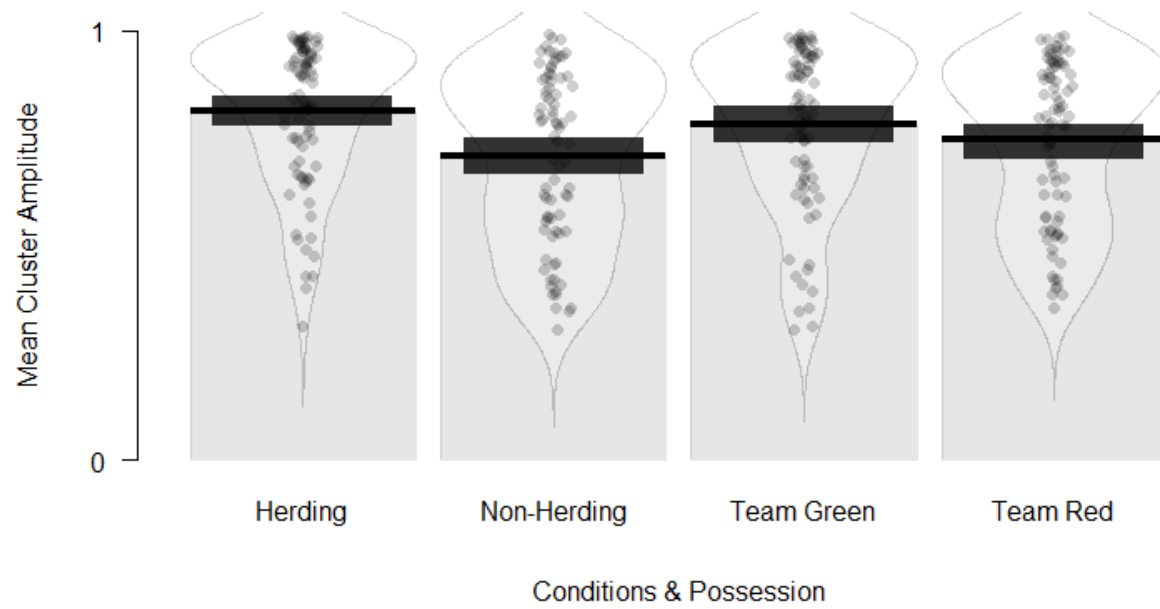 1
Mean Cluster Amplitude
0
Herding
Non-Herding
Team Green
Team Red
Conditions & Possession